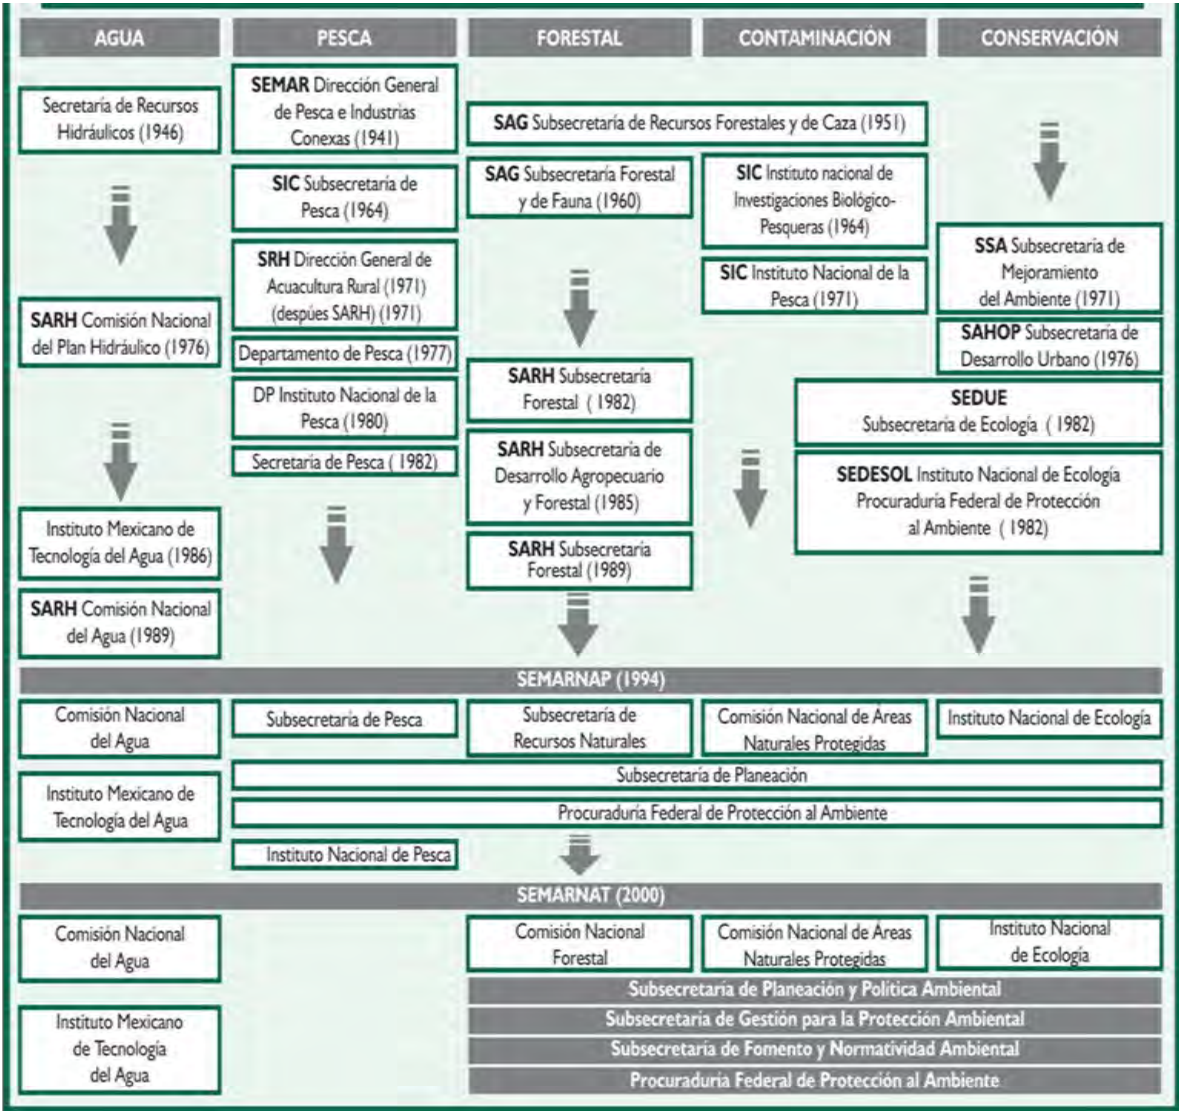 AGUA
PESCA
FORESTAL
CONTAMINACIÓN
CONSERVACIÓN
Secretaría de Recursos
Hidráulicos (1946)
SARH Comisión Nacional
del Plan Hidráulico (1976)
Instituto Mexicano de
Tecnología del Agua (1986)
SARH Comisión Nacional
del Agua (1989)
SEMAR Dirección General
de Pesca e Industrias
Conexas (1941)
SIC Subsecretaría de
Pesca (1964)
SRH Dirección General de
Acuacultura Rural (1971)
(despúes SARH) (1971)
Departamento de Pesca (1977)
DP Instituto Nacional de la
Pesca (1980)
Secretaría de Pesca ( 1982)
SAG Subsecretaría de Recursos Forestales y de Caza (1951)
SAG Subsecretaría Forestal
y de Fauna (1960)
SARH Subsecretaría
Forestal ( 1982)
SARH Subsecretaría de
Desarrollo Agropecuario
y Forestal (1985)
SARH Subsecretaría
Forestal (1989)
SIC Instituto nacional de
Investigaciones Biológico-
Pesqueras (1964)
SIC Instituto Nacional de la
Pesca (1971)
SSA Subsecretaría de
Mejoramiento
del Ambiente (1971)
SAHOP Subsecretaría de
Desarrollo Urbano (1976)
SEDUE
Subsecretaría de Ecología ( 1982)
SEDESOL Instituto Nacional de Ecología
Procuraduría Federal de Protección
al Ambiente ( 1982)
SEMARNAP (1994)
Comisión Nacional
del Agua
Subsecretaría de Pesca
Subsecretaría de
Recursos Naturales
Comisión Nacional de Áreas
Naturales Protegidas
Instituto Nacional de Ecología
Instituto Mexicano de
Tecnología del Agua
Subsecretaría de Planeación
Procuraduría Federal de Protección al Ambiente
Instituto Nacional de Pesca
SEMARNAT (2000)
Comisión Nacional
del Agua
Comisión Nacional
Forestal
Comisión Nacional de Áreas
Naturales Protegidas
Instituto Nacional
de Ecología
Instituto Mexicano
de Tecnología
del Agua
Subsecretaría de Planeación y Política Ambiental
Subsecretaría de Gestión para la Protección Ambiental
Subsecretaría de Fomento y Normatividad Ambiental
Procuraduría Federal de Protección al Ambiente